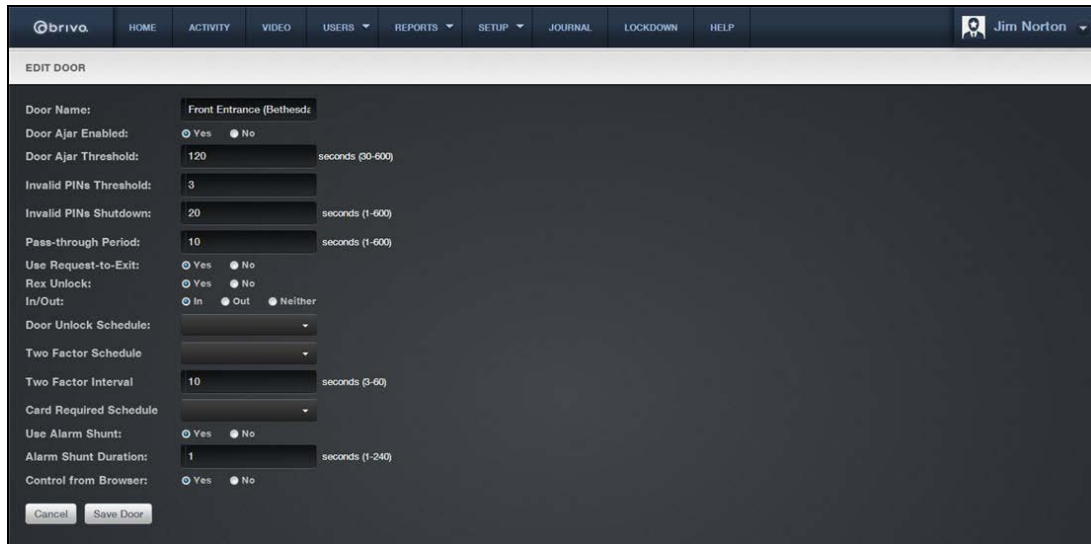 brivo. HOME ACTIVITY VIDEO USERS REPORTS SETUP JOURNAL LOCKDOWN HELP Jim Norton
EDIT DOOR
Door Name: Front Entrance (Bethesda
Door Ajar Enabled: Yes No
Door Ajar Threshold: 120 seconds (30-600)
Invalid PINs Threshold: 3
Invalid PINs Shutdown: 20 seconds (1-600)
Pass-through Period: 10 seconds (1-600)
Use Request-to-Exit: Yes No
Rex Unlock: Yes No
In/Out: In Out Neither
Door Unlock Schedule:
Two Factor Schedule
Two Factor Interval 10 seconds (3-60)
Card Required Schedule
Use Alarm Shunt: Yes No
Alarm Shunt Duration: 1 seconds (1-240)
Control from Browser: Yes No
Cancel Save Door